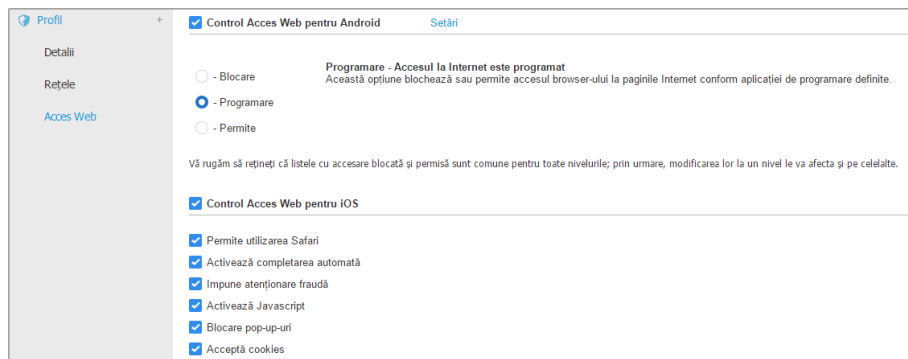 Profil +
Detalii
Rețele
Acces Web
Control Acces Web pentru Android Setări
- Blocare
- Programare
- Permite
Programare - Accesul la Internet este programat
Această opțiune blochează sau permite accesul browser-ului la paginile Internet conform aplicației de programare definite.
Vă rugăm să rețineți că listele cu accesare blocată și permisă sunt comune pentru toate nivelurile; prin urmare, modificarea lor la un nivel le va afecta și pe celelalte.
Control Acces Web pentru iOS
Permite utilizarea Safari
Activează completarea automată
Impune atenționare fraudă
Activează Javascript
Blocare pop-up-uri
Acceptă cookies